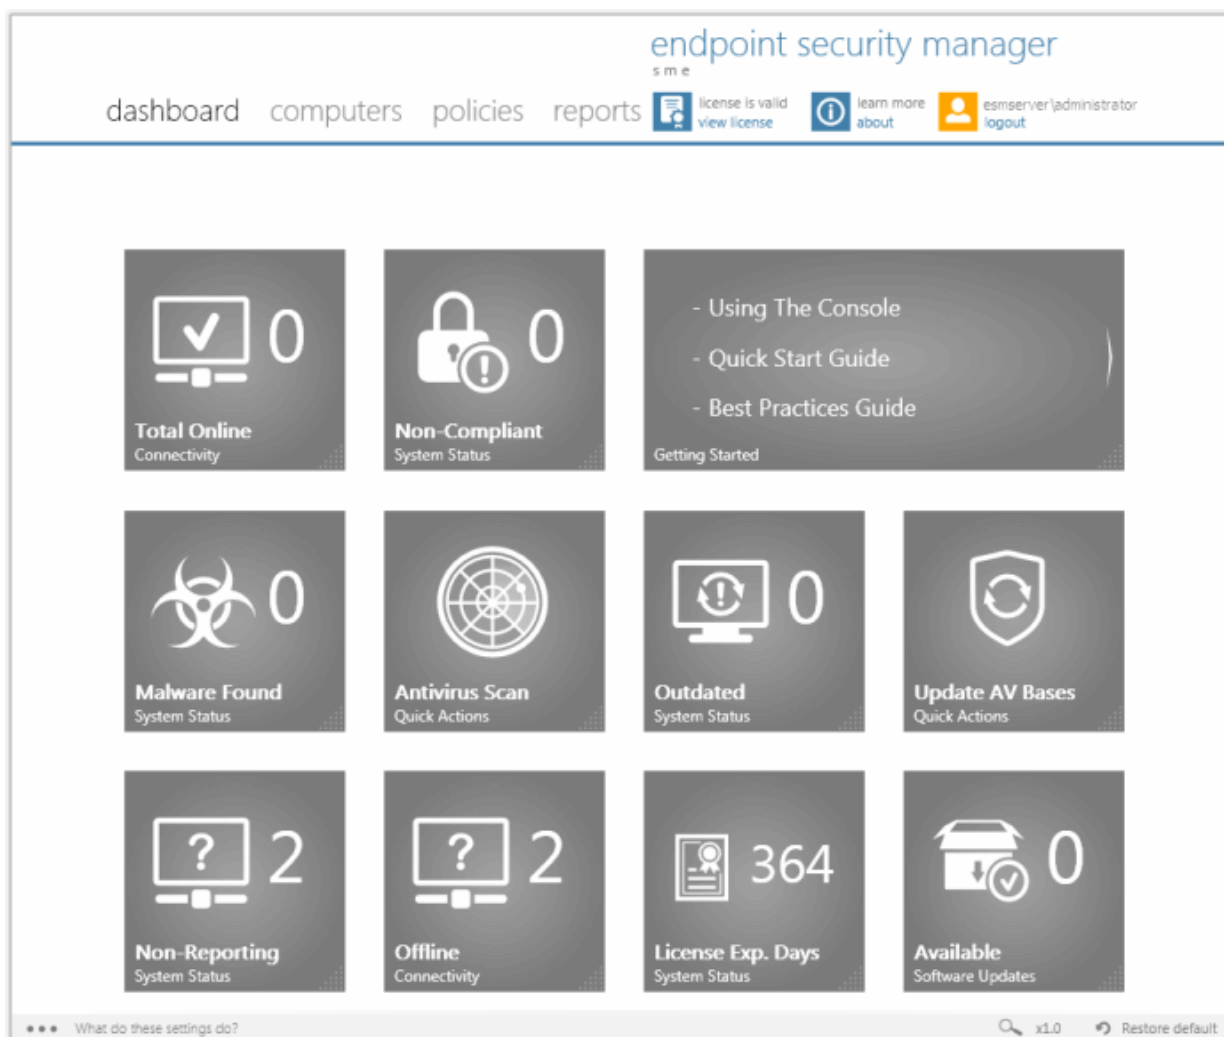 endpoint security manager
sme
dashboard computers policies reports
license is valid
view license
learn more
about
esmserver\administrator
logout
0
Total Online
Connectivity
0
Non-Compliant
System Status
- Using The Console
- Quick Start Guide
- Best Practices Guide
Getting Started
0
Malware Found
System Status
Antivirus Scan
Quick Actions
0
Outdated
System Status
Update AV Bases
Quick Actions
2
Non-Reporting
System Status
2
Offline
Connectivity
364
License Exp. Days
System Status
0
Available
Software Updates
What do these settings do?
x1.0
Restore default